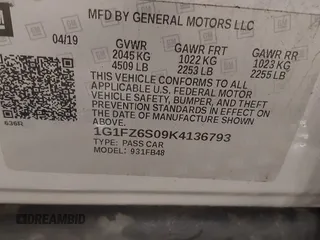 GM
MFD BY GENERAL MOTORS LLC
04/19
GVWR GAWR FRT GAWR RR
2045 KG 1022 KG 1023 KG
4509 LB 2253 LB 2255 LB
THIS VEHICLE CONFORMS TO ALL
APPLICABLE U.S. FEDERAL MOTOR
VEHICLE SAFETY, BUMPER, AND THEFT
PREVENTION STANDARDS IN EFFECT ON
THE DATE OF MANUFACTURE SHOWN
ABOVE.
1G1FZ6S09K4136793
TYPE: PASS CAR
MODEL: 931FB48
636R
DREAMBID